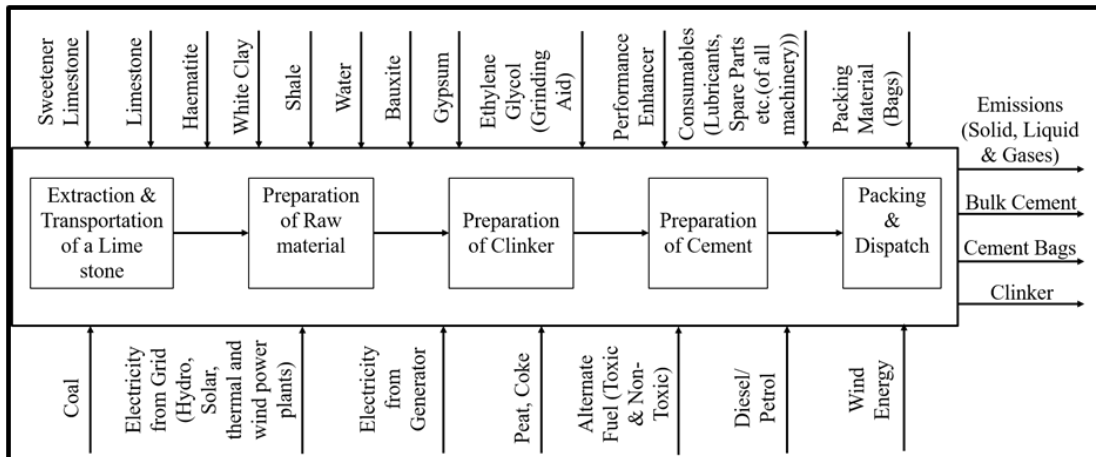 Sweetener
Limestone
Limestone
Haematite
White Clay
Shale
Water
Bauxite
Gypsum
Ethylene
Glycol
(Grinding
Aid)
Performance
Enhancer
Consumables
(Lubricants,
Spare Parts
etc.(of all
machinery))
Packing
Material
(Bags)
Emissions
(Solid, Liquid
& Gases)
Bulk Cement
Cement Bags
Clinker
Extraction &
Transportation
of a Lime
stone
Preparation
of Raw
material
Preparation
of Clinker
Preparation
of Cement
Packing
&
Dispatch
Coal
Electricity
from Grid
(Hydro,
Solar,
thermal and
wind power
plants)
Electricity
from
Generator
Peat, Coke
Alternate
Fuel (Toxic
& Non-
Toxic)
Diesel/
Petrol
Wind
Energy